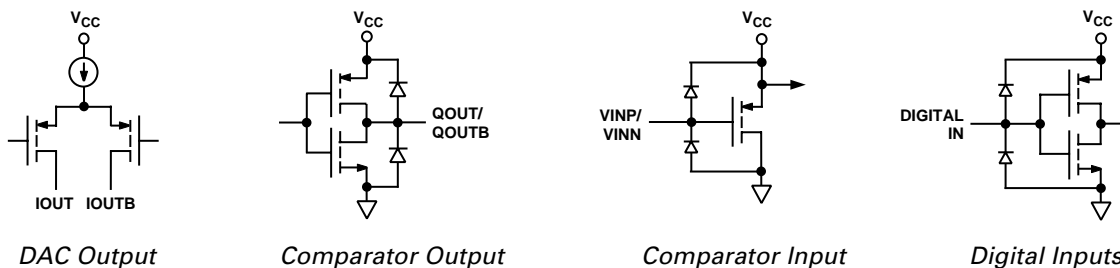 VCC
IOUT IOUTB
DAC Output
VCC
QOUT/
QOUTB
Comparator Output
VCC
VINP/
VINN
Comparator Input
VCC
DIGITAL
IN
Digital Inputs